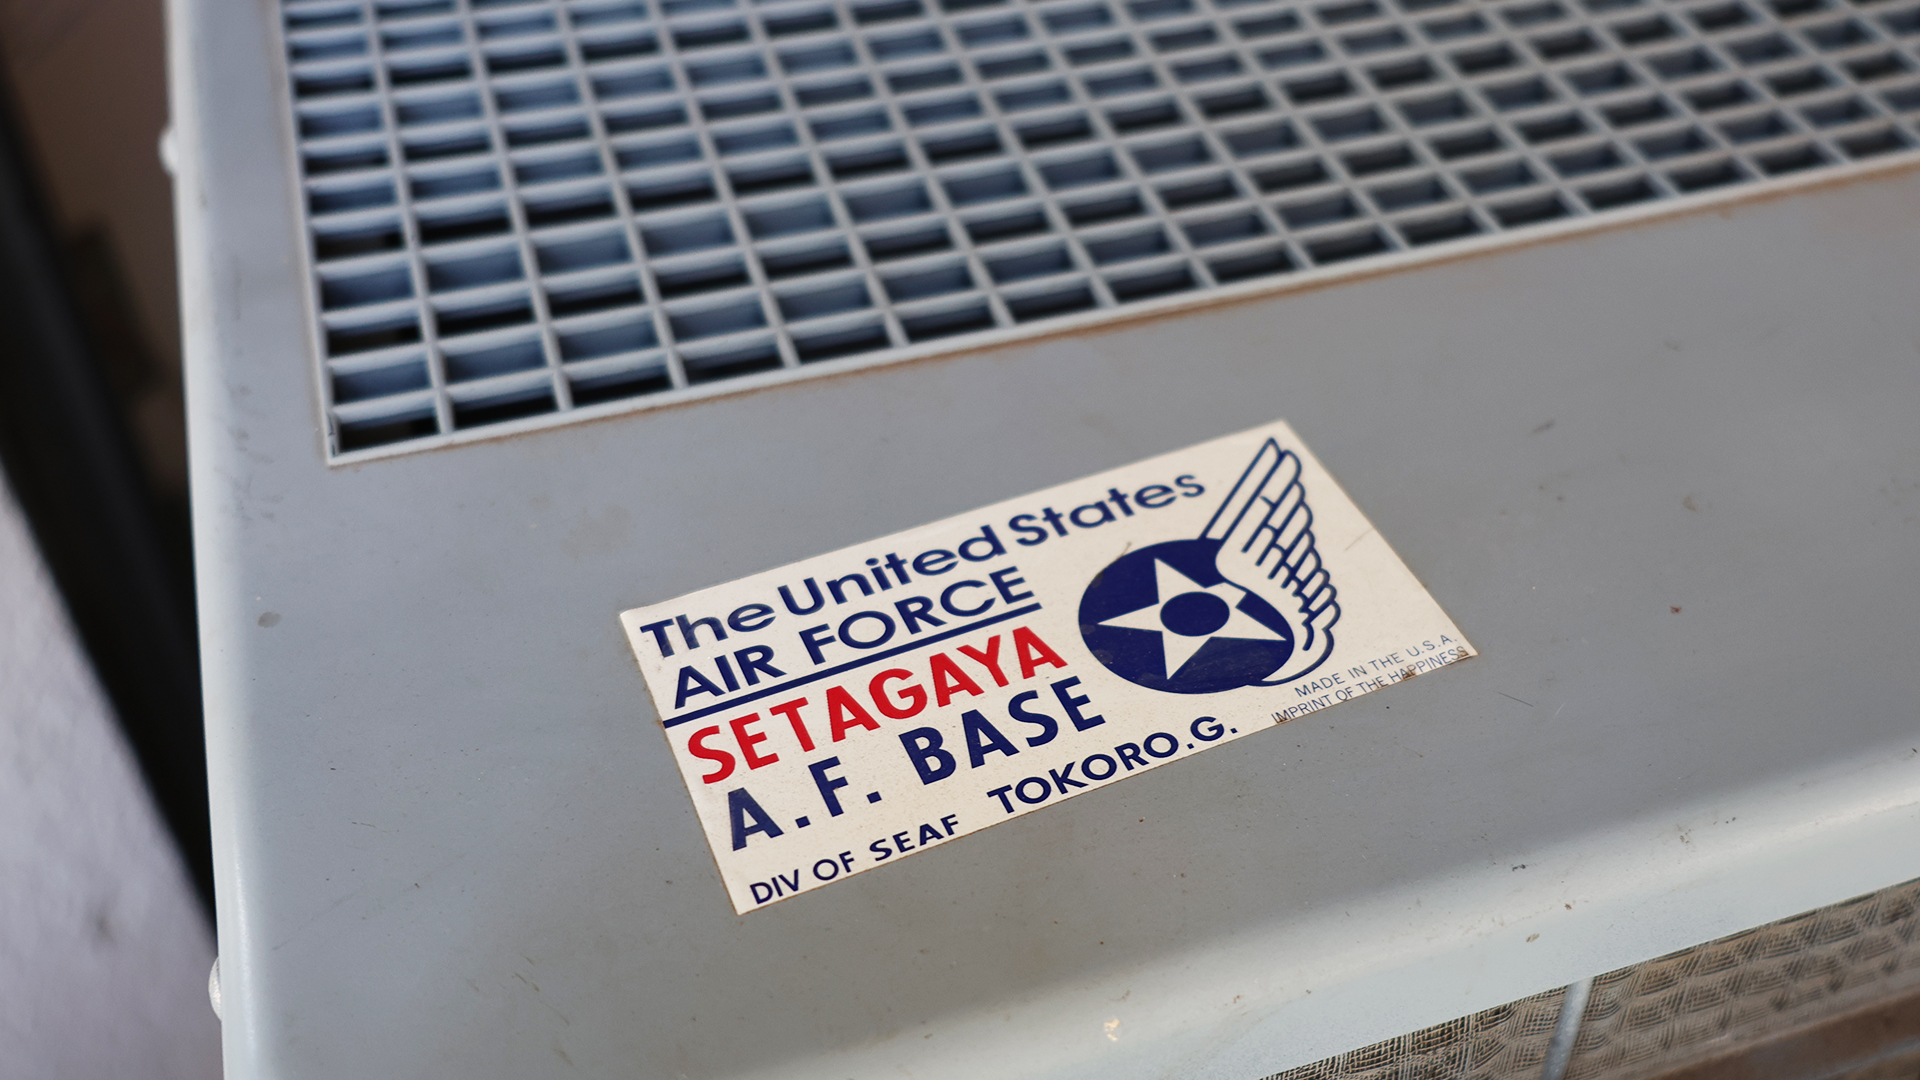 The United States
AIR FORCE
SETAGAYA
A.F. BASE
DIV OF SEAF TOKORO.G.
MADE IN THE U.S.A.
IMPRINT OF THE HAPPINESS